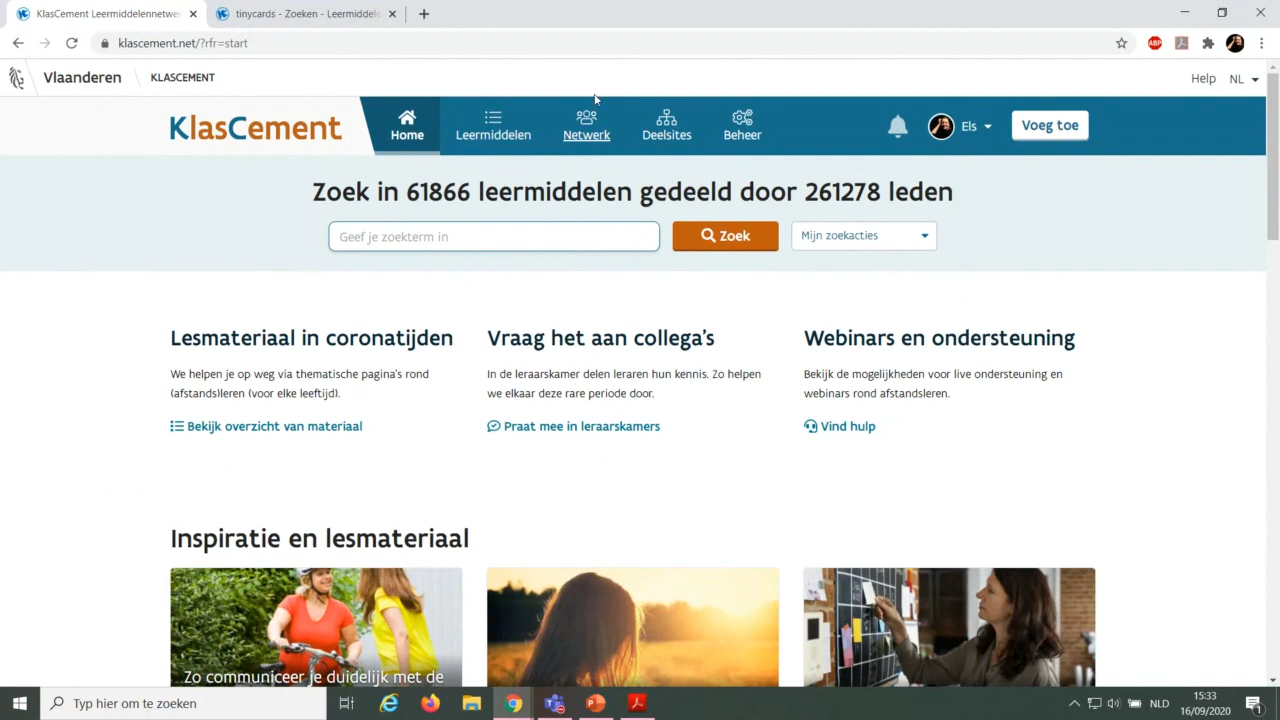 KlasCement Leermiddelennetwer
tinycards - Zoeken - Leermiddele
klascement.net/?rfr=start
ABP
Vlaanderen
KLASCEMENT
Help
NL
KlasCement
Home
Leermiddelen
Netwerk
Deelsites
Beheer
Els
Voeg toe
Zoek in 61866 leermiddelen gedeeld door 261278 leden
Geef je zoekterm in
Zoek
Mijn zoekacties
Lesmateriaal in coronatijden
We helpen je op weg via thematische pagina's rond
(afstands)leren (voor elke leeftijd).
Bekijk overzicht van materiaal
Vraag het aan collega's
In de leraarskamer delen leraren hun kennis. Zo helpen
we elkaar deze rare periode door.
Praat mee in leraarskamers
Webinars en ondersteuning
Bekijk de mogelijkheden voor live ondersteuning en
webinars rond afstandsleren.
Vind hulp
Inspiratie en lesmateriaal
Zo communiceer je duidelijk met de
Typ hier om te zoeken
NLD
15:33
16/09/2020
1